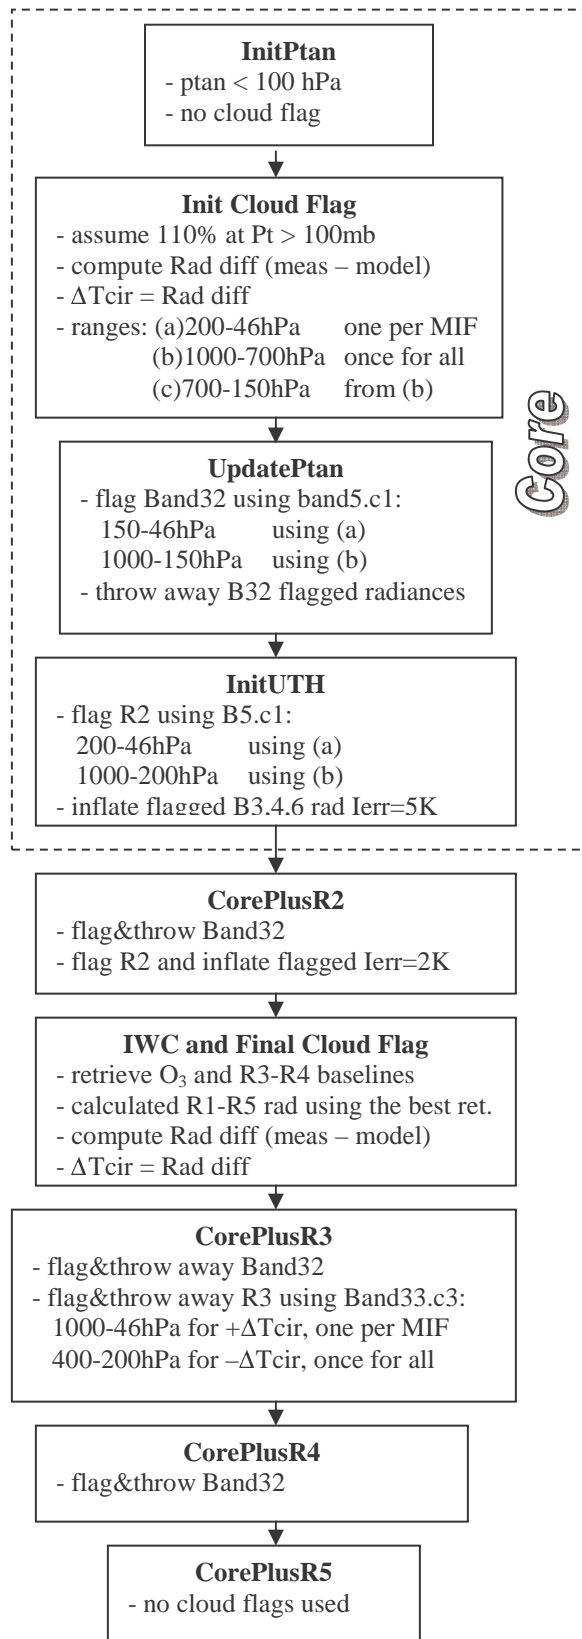 InitPtan
- ptan < 100 hPa
- no cloud flag
Init Cloud Flag
- assume 110% at Pt > 100mb
- compute Rad diff (meas – model)
- ΔTcir = Rad diff
- ranges: (a)200-46hPa one per MIF
(b)1000-700hPa once for all
(c)700-150hPa from (b)
Core
UpdatePtan
- flag Band32 using band5.c1:
150-46hPa using (a)
1000-150hPa using (b)
- throw away B32 flagged radiances
InitUTH
- flag R2 using B5.c1:
200-46hPa using (a)
1000-200hPa using (b)
- inflate flagged B3,4,6 rad Ierr=5K
CorePlusR2
- flag&throw Band32
- flag R2 and inflate flagged Ierr=2K
IWC and Final Cloud Flag
- retrieve O₃ and R3-R4 baselines
- calculated R1-R5 rad using the best ret.
- compute Rad diff (meas – model)
- ΔTcir = Rad diff
CorePlusR3
- flag&throw away Band32
- flag&throw away R3 using Band33.c3:
1000-46hPa for +ΔTcir, one per MIF
400-200hPa for –ΔTcir, once for all
CorePlusR4
- flag&throw Band32
CorePlusR5
- no cloud flags used